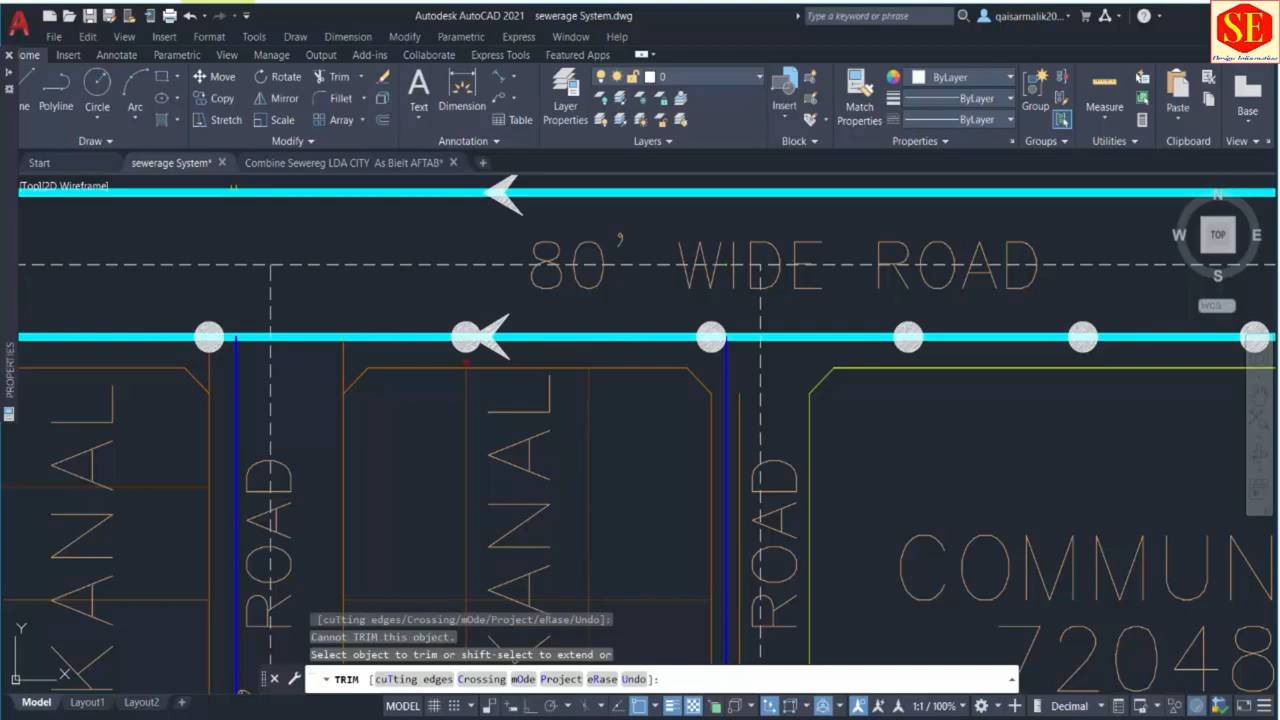 Autodesk AutoCAD 2021 sewerage System.dwg
Type a keyword or phrase
qaisarmalik20...
SE
Design Information
File Edit View Insert Format Tools Draw Dimension Modify Parametric Express Window Help
ome Insert Annotate Parametric View Manage Output Add-ins Collaborate Express Tools Featured Apps
ne Polyline Circle Arc
Move Rotate Trim
Copy Mirror Fillet
Stretch Scale Array
Text Dimension Table
Layer Properties
0
Insert
Match Properties
ByLayer
ByLayer
ByLayer
Group
Measure
Paste
Base
Draw Modify Annotation Layers Block Properties Groups Utilities Clipboard View
Start sewerage System* Combine Sewereg LDA CITY As Bielt AFTAB*
[Top][2D Wireframe]
N
W TOP E
S
WCS
80' WIDE ROAD
PROPERTIES
KANAL
ROAD
KANAL
ROAD
COMMUN
72048
[cuTting edges/Crossing/mOde/Project/eRase/Undo]:
Cannot TRIM this object.
Select object to trim or shift-select to extend or
TRIM [cuTting edges Crossing mOde Project eRase Undo]:
Y
X
Model Layout1 Layout2
MODEL 1:1 / 100% Decimal